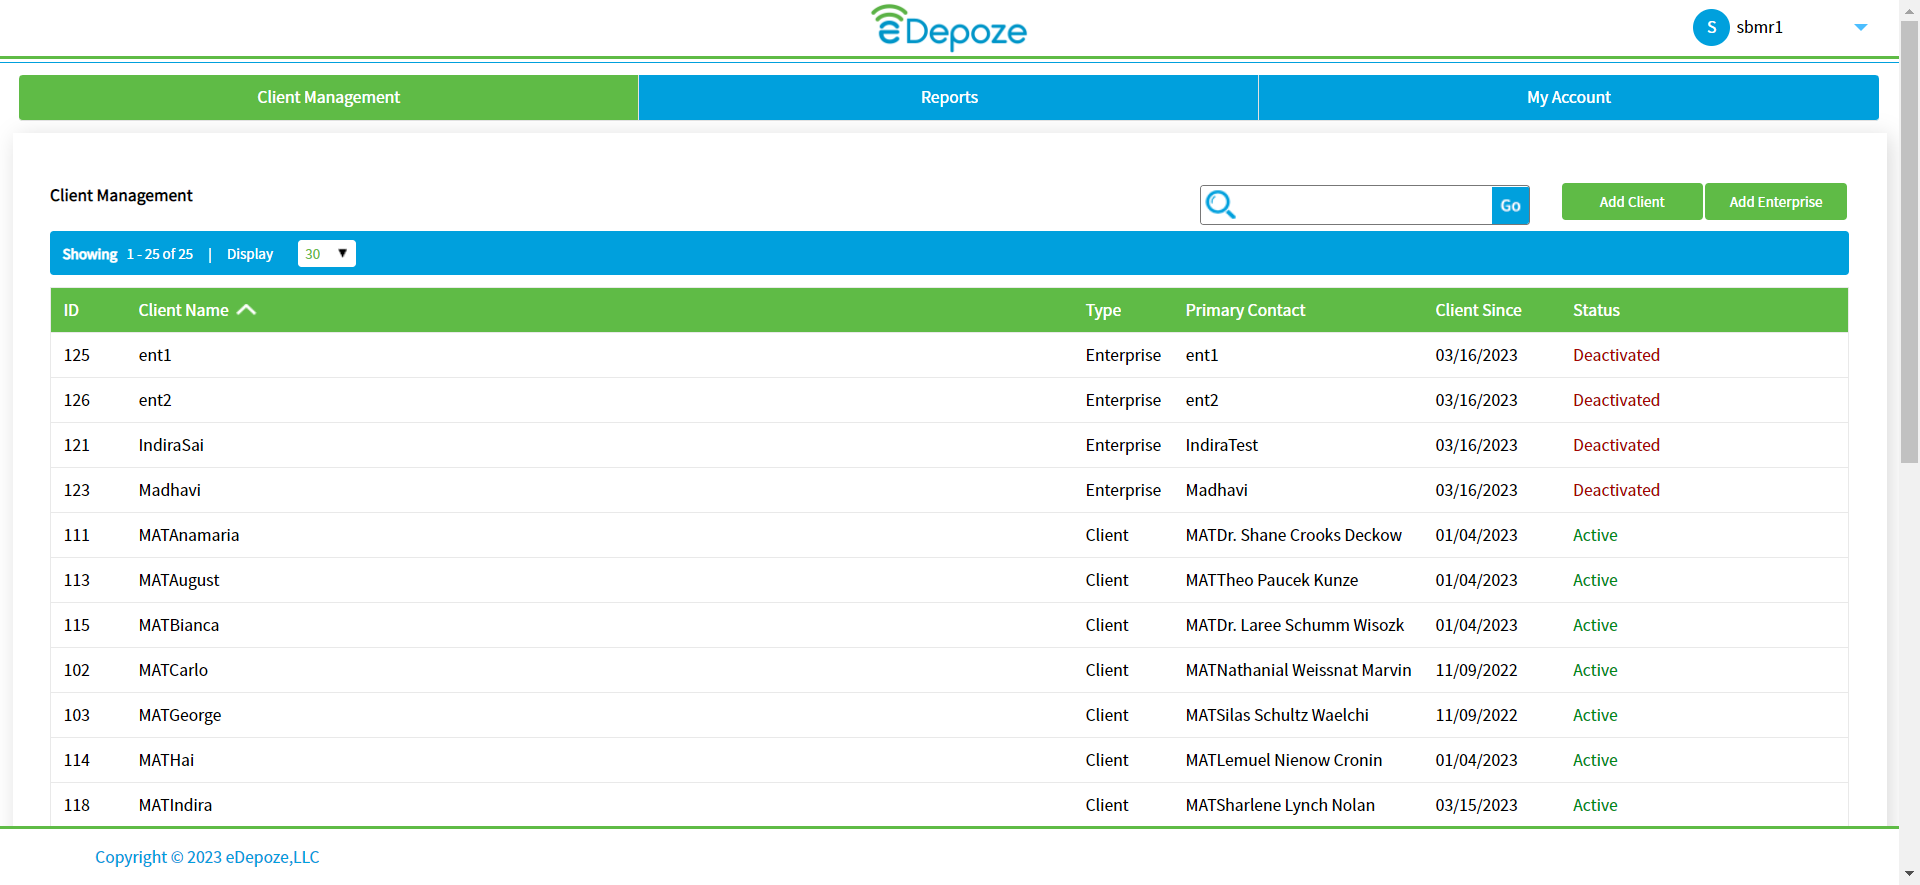 eDepoze
S sbmr1
Client Management Reports My Account
Client Management Go Add Client Add Enterprise
Showing 1 - 25 of 25 | Display 30
ID Client Name Type Primary Contact Client Since Status
125 ent1 Enterprise ent1 03/16/2023 Deactivated
126 ent2 Enterprise ent2 03/16/2023 Deactivated
121 IndiraSai Enterprise IndiraTest 03/16/2023 Deactivated
123 Madhavi Enterprise Madhavi 03/16/2023 Deactivated
111 MATAnamaria Client MATDr. Shane Crooks Deckow 01/04/2023 Active
113 MATAugust Client MATTheo Paucek Kunze 01/04/2023 Active
115 MATBianca Client MATDr. Laree Schumm Wisozk 01/04/2023 Active
102 MATCarlo Client MATNathanial Weissnat Marvin 11/09/2022 Active
103 MATGeorge Client MATSilas Schultz Waelchi 11/09/2022 Active
114 MATHai Client MATLemuel Nienow Cronin 01/04/2023 Active
118 MATIndira Client MATSharlene Lynch Nolan 03/15/2023 Active
Copyright © 2023 eDepoze,LLC